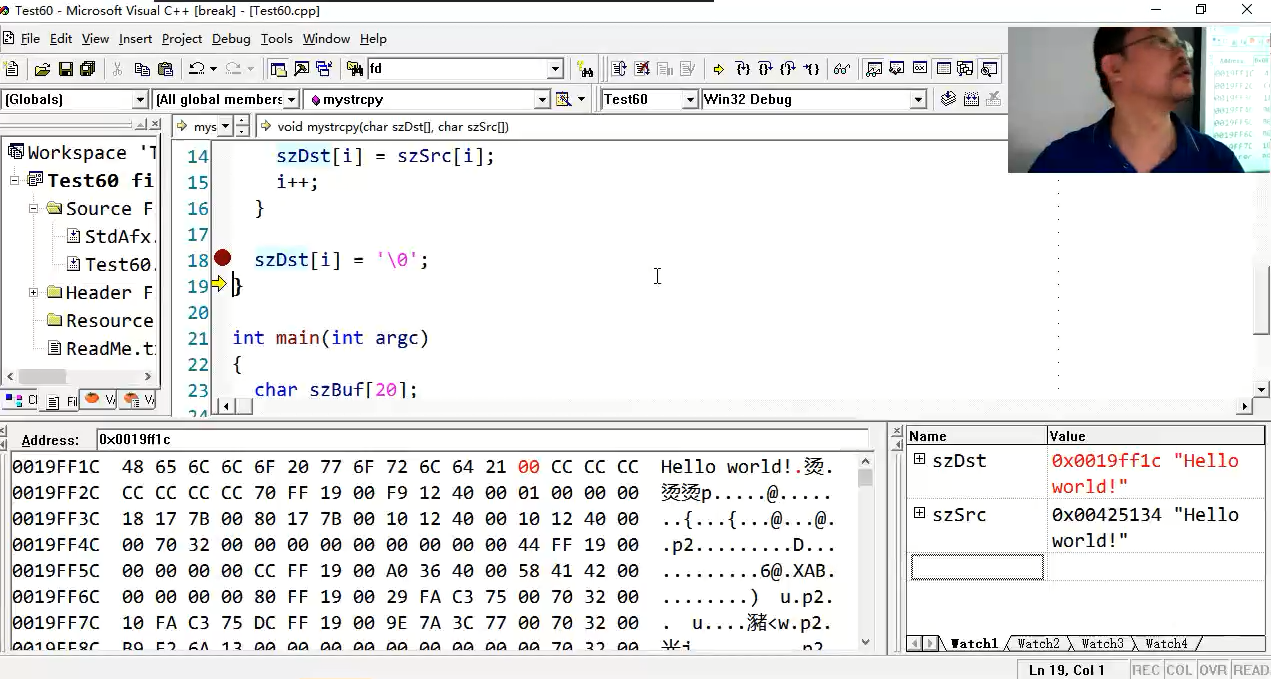 Test60 - Microsoft Visual C++ [break] - [Test60.cpp]
File Edit View Insert Project Debug Tools Window Help
fd
(Globals) (All global members mystrcpy Test60 Win32 Debug
mys void mystrcpy(char szDst[], char szSrc[])
Workspace 'T
Test60 fi
Source F
StdAfx.
Test60.
Header F
Resource
ReadMe.t
14 szDst[i] = szSrc[i];
15 i++;
16 }
17
18 szDst[i] = '\0';
19 }
20
21 int main(int argc)
22 {
23 char szBuf[20];
24
Address: 0x0019ff1c
0019FF1C 48 65 6C 6C 6F 20 77 6F 72 6C 64 21 00 CC CC CC Hello world!.烫.
0019FF2C CC CC CC CC 70 FF 19 00 F9 12 40 00 01 00 00 00 烫烫p.....@.....
0019FF3C 18 17 7B 00 80 17 7B 00 10 12 40 00 10 12 40 00 ..{...{...@...@.
0019FF4C 00 70 32 00 00 00 00 00 00 00 00 00 44 FF 19 00 .p2.........D...
0019FF5C 00 00 00 00 CC FF 19 00 A0 36 40 00 58 41 42 00 .........6@.XAB.
0019FF6C 00 00 00 00 80 FF 19 00 29 FA C3 75 00 70 32 00 ........) u.p2.
0019FF7C 10 FA C3 75 DC FF 19 00 9E 7A 3C 77 00 70 32 00 . u....豬<w.p2.
Name Value
szDst 0x0019ff1c "Hello
world!"
szSrc 0x00425134 "Hello
world!"
Watch1 Watch2 Watch3 Watch4
Ln 19, Col 1 REC COL OVR READ